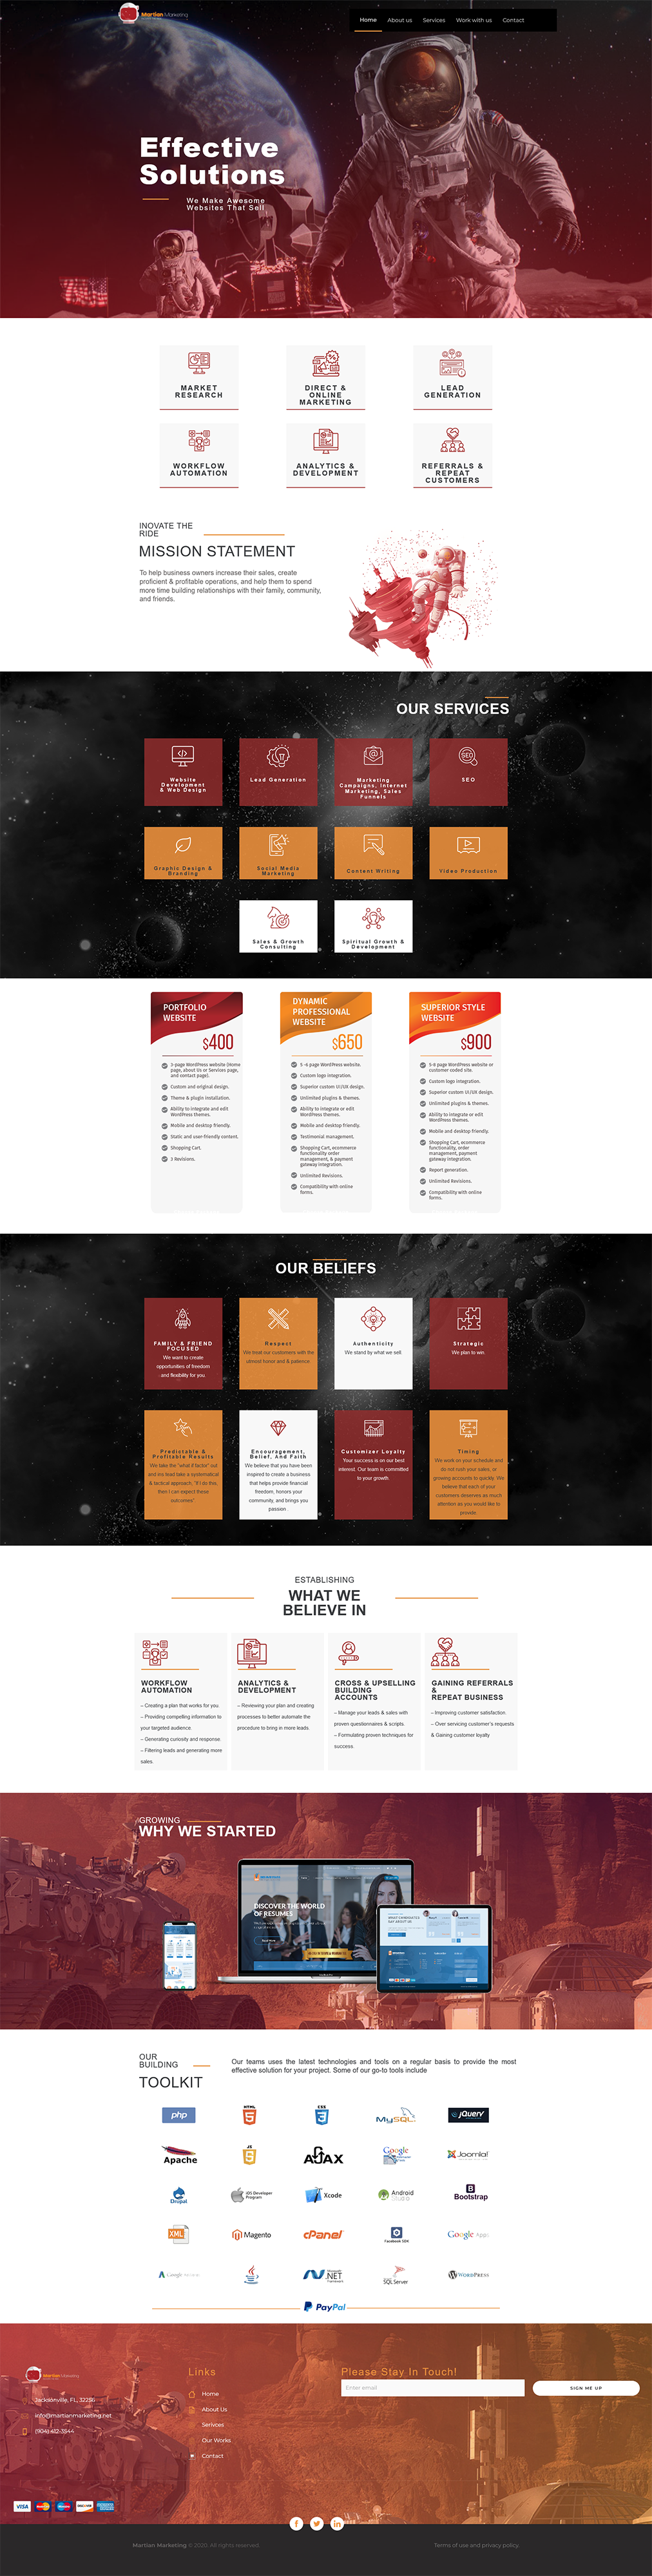 Martian Marketing
Home
About us
Services
Work with us
Contact
Effective
Solutions
We Make Awesome
Websites That Sell
MARKET
RESEARCH
DIRECT &
ONLINE
MARKETING
LEAD
GENERATION
WORKFLOW
AUTOMATION
ANALYTICS &
DEVELOPMENT
REFERRALS &
REPEAT
CUSTOMERS
INOVATE THE
RIDE
MISSION STATEMENT
To help business owners increase their sales, create
proficient & profitable operations, and help them to spend
more time building relationships with their family, community,
and friends.
OUR SERVICES
Website
Development
& Web Design
Lead Generation
Marketing
Campaigns, Internet
Marketing, Sales
Funnels
SEO
SEO
Graphic Design &
Branding
Social Media
Marketing
Content Writing
Video Production
Sales & Growth
Consulting
Spiritual Growth &
Development
PORTFOLIO
WEBSITE
$400
3-page WordPress website (Home
page, about Us or Services page,
and contact page).
Custom and original design.
Theme & plugin installation.
Ability to integrate and edit
WordPress themes.
Mobile and desktop friendly.
Static and user-friendly content.
Shopping Cart.
3 Revisions.
DYNAMIC
PROFESSIONAL
WEBSITE
$650
5 -6 page WordPress website.
Custom logo integration.
Superior custom UI/UX design.
Unlimited plugins & themes.
Ability to integrate or edit
WordPress themes.
Mobile and desktop friendly.
Testimonial management.
Shopping Cart, ecommerce
functionality order
management, & payment
gateway integration.
Unlimited Revisions.
Compatibility with online
forms.
SUPERIOR STYLE
WEBSITE
$900
5-8 page WordPress website or
customer coded site.
Custom logo integration.
Superior custom UI/UX design.
Unlimited plugins & themes.
Ability to integrate or edit
WordPress themes.
Mobile and desktop friendly.
Shopping Cart, ecommerce
functionality, order
management, payment
gateway integration.
Report generation.
Unlimited Revisions.
Compatibility with online
forms.
OUR BELIEFS
FAMILY & FRIEND
FOCUSED
We want to create
opportunities of freedom
and flexibility for you.
Respect
We treat our customers with the
utmost honor and & patience.
Authenticity
We stand by what we sell.
Strategic
We plan to win.
Predictable &
Profitable Results
We take the "what if factor" out
and ins lead take a systematical
& tactical approach. "If I do this,
then I can expect these
outcomes"
Encouragement,
Belief, And Faith
We believe that you have been
inspired to create a business
that helps provide financial
freedom, honors your
community, and brings you
passion .
Customizer Loyalty
Your success is on our best
interest. Our team is committed
to your growth.
Timing
We work on your schedule and
do not rush your sales, or
growing accounts to quickly. We
believe that each of your
customers deserves as much
attention as you would like to
provide.
ESTABLISHING
WHAT WE
BELIEVE IN
WORKFLOW
AUTOMATION
– Creating a plan that works for you.
– Providing compelling information to
your targeted audience.
– Generating curiosity and response.
– Filtering leads and generating more
sales.
ANALYTICS &
DEVELOPMENT
– Reviewing your plan and creating
processes to better automate the
procedure to bring in more leads.
CROSS & UPSELLING
BUILDING
ACCOUNTS
– Manage your leads & sales with
proven questionnaires & scripts.
– Formulating proven techniques for
success.
GAINING REFERRALS
&
REPEAT BUSINESS
– Improving customer satisfaction.
– Over servicing customer's requests
& Gaining customer loyalty
GROWING
WHY WE STARTED
DISCOVER THE WORLD
OF RESUMES
OUR
BUILDING
TOOLKIT
Our teams uses the latest technologies and tools on a regular basis to provide the most
effective solution for your project. Some of our go-to tools include
php
HTML
5
CSS
3
MySQL
jQuery
Apache
JS
AJAX
Google
Joomla!
Drupal
iOS Developer
Program
Xcode
Android
Bootstrap
XML
Magento
cPanel
Facebook SDK
Google Apps
Google
Java
.NET
Framework
SQL Server
WORDPRESS
PayPal
Martian Marketing
Jacksonville, FL, 32256
info@martianmarketing.net
(904) 412-3544
Links
Home
About Us
Serivces
Our Works
Contact
Please Stay In Touch!
Enter email
SIGN ME UP
VISA
DISCOVER
Martian Marketing © 2020. All rights reserved.
Terms of use and privacy policy.